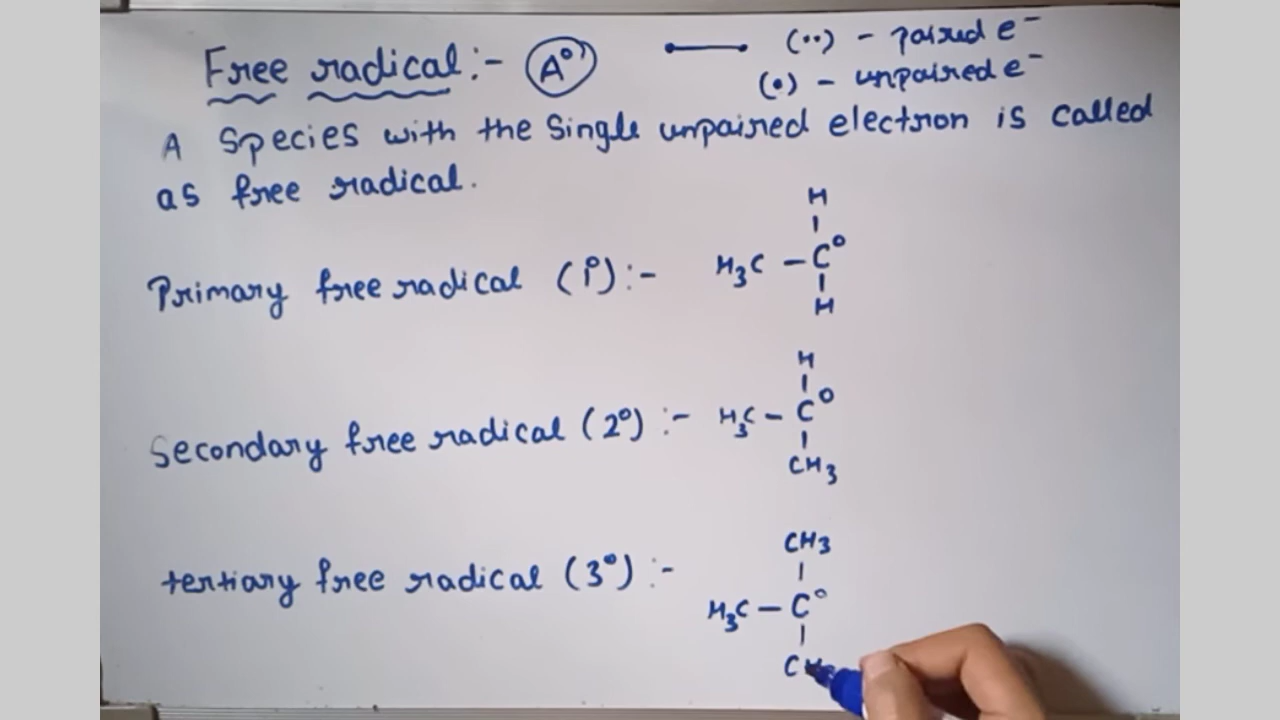 Free radical :- A° (••) - paired e⁻
(•) - unpaired e⁻
A species with the single unpaired electron is called
as free radical.
H
Primary free radical (1°) :- H₃C - C°
H
H
Secondary free radical (2°) :- H₃C - C°
CH₃
CH3
tertiary free radical (3°) :- H₃C - C°